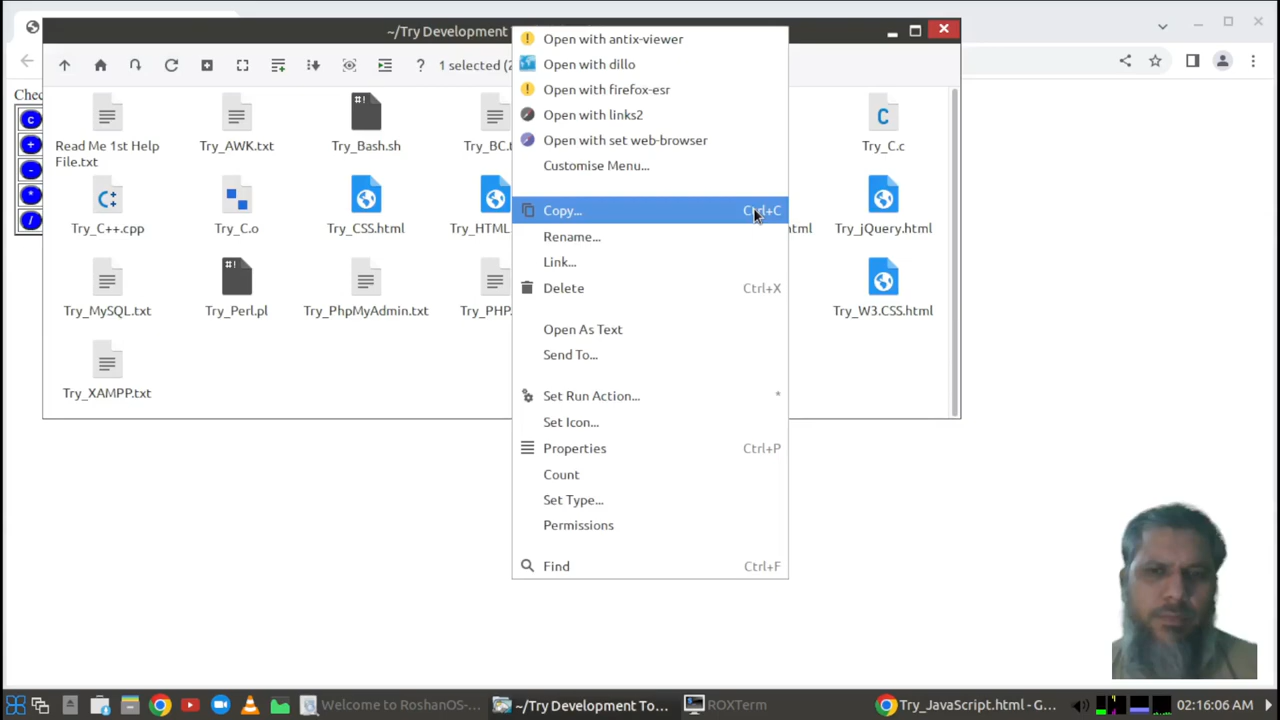 ~/Try Development
1 selected (2
Chec
c
+
-
*
/
Read Me 1st Help
File.txt
Try_AWK.txt
Try_Bash.sh
Try_BC.t
Try_C.c
Try_C++.cpp
Try_C.o
Try_CSS.html
Try_HTML
html
Try_jQuery.html
Try_MySQL.txt
Try_Perl.pl
Try_PhpMyAdmin.txt
Try_PHP.
Try_W3.CSS.html
Try_XAMPP.txt
Open with antix-viewer
Open with dillo
Open with firefox-esr
Open with links2
Open with set web-browser
Customise Menu...
Copy... Ctrl+C
Rename...
Link...
Delete Ctrl+X
Open As Text
Send To...
Set Run Action... *
Set Icon...
Properties Ctrl+P
Count
Set Type...
Permissions
Find Ctrl+F
Welcome to RoshanOS-... ~/Try Development To... ROXTerm Try_JavaScript.html - G... 02:16:06 AM